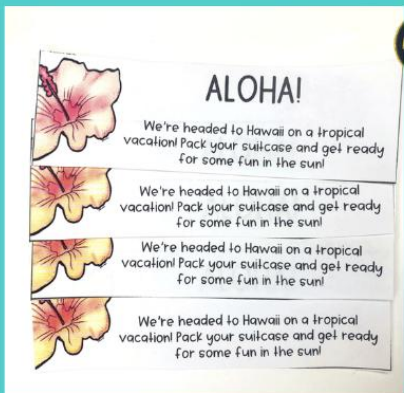 ALOHA!
We're headed to Hawaii on a tropical
vacation! Pack your suitcase and get ready
for some fun in the sun!
We're headed to Hawaii on a tropical
vacation! Pack your suitcase and get ready
for some fun in the sun!
We're headed to Hawaii on a tropical
vacation! Pack your suitcase and get ready
for some fun in the sun!
We're headed to Hawaii on a tropical
vacation! Pack your suitcase and get ready
for some fun in the sun!